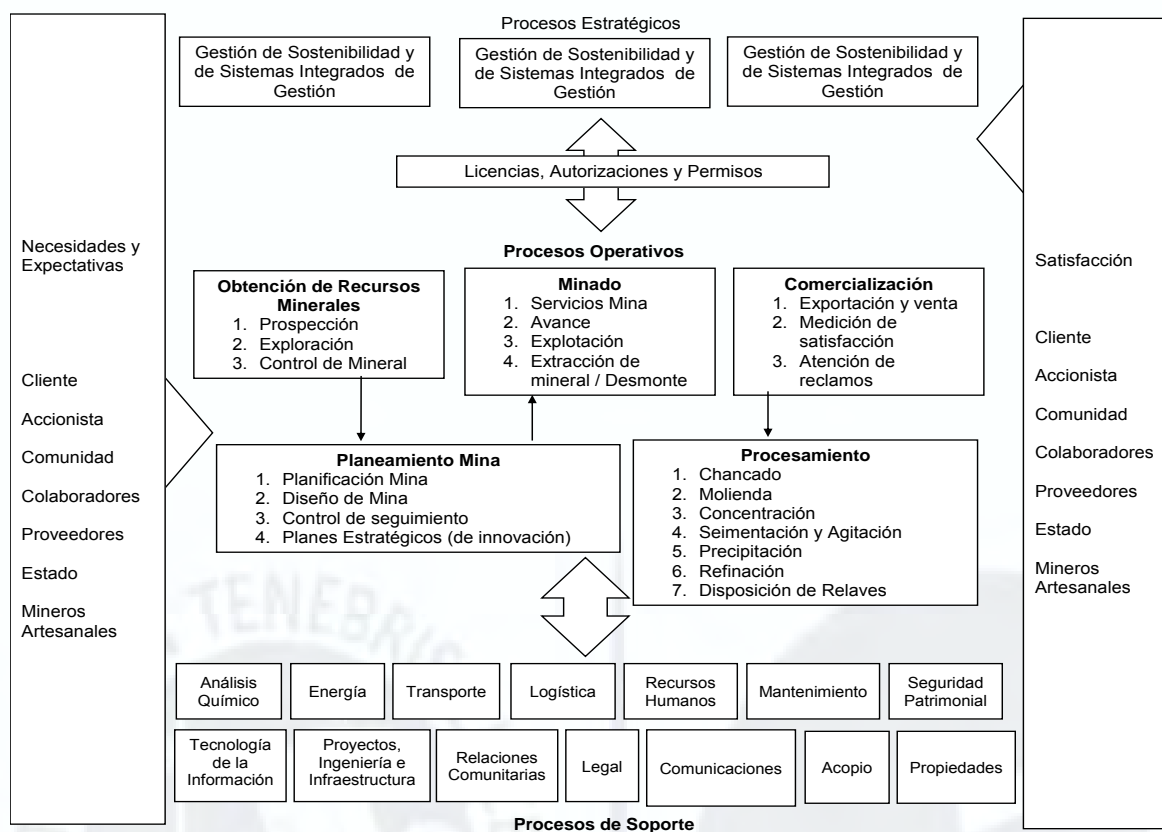 Procesos Estratégicos
Gestión de Sostenibilidad y
de Sistemas Integrados de
Gestión
Gestión de Sostenibilidad y
de Sistemas Integrados de
Gestión
Gestión de Sostenibilidad y
de Sistemas Integrados de
Gestión
Licencias, Autorizaciones y Permisos
Necesidades y
Expectativas
Cliente
Accionista
Comunidad
Colaboradores
Proveedores
Estado
Mineros
Artesanales
Procesos Operativos
Obtención de Recursos
Minerales
1. Prospección
2. Exploración
3. Control de Mineral
Minado
1. Servicios Mina
2. Avance
3. Explotación
4. Extracción de
mineral / Desmonte
Comercialización
1. Exportación y venta
2. Medición de
satisfacción
3. Atención de
reclamos
Planeamiento Mina
1. Planificación Mina
2. Diseño de Mina
3. Control de seguimiento
4. Planes Estratégicos (de innovación)
Procesamiento
1. Chancado
2. Molienda
3. Concentración
4. Seimentación y Agitación
5. Precipitación
6. Refinación
7. Disposición de Relaves
Satisfacción
Cliente
Accionista
Comunidad
Colaboradores
Proveedores
Estado
Mineros
Artesanales
TENEBRIS
Análisis
Químico
Energía
Transporte
Logística
Recursos
Humanos
Mantenimiento
Seguridad
Patrimonial
Tecnología
de la
Información
Proyectos,
Ingeniería e
Infraestructura
Relaciones
Comunitarias
Legal
Comunicaciones
Acopio
Propiedades
Procesos de Soporte